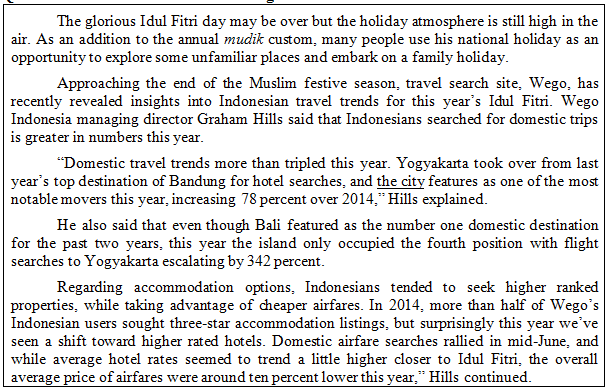 The glorious Idul Fitri day may be over but the holiday atmosphere is still high in the
air. As an addition to the annual mudik custom, many people use his national holiday as an
opportunity to explore some unfamiliar places and embark on a family holiday.
Approaching the end of the Muslim festive season, travel search site, Wego, has
recently revealed insights into Indonesian travel trends for this year's Idul Fitri. Wego
Indonesia managing director Graham Hills said that Indonesians searched for domestic trips
is greater in numbers this year.
"Domestic travel trends more than tripled this year. Yogyakarta took over from last
year's top destination of Bandung for hotel searches, and the city features as one of the most
notable movers this year, increasing 78 percent over 2014," Hills explained.
He also said that even though Bali featured as the number one domestic destination
for the past two years, this year the island only occupied the fourth position with flight
searches to Yogyakarta escalating by 342 percent.
Regarding accommodation options, Indonesians tended to seek higher ranked
properties, while taking advantage of cheaper airfares. In 2014, more than half of Wego's
Indonesian users sought three-star accommodation listings, but surprisingly this year we've
seen a shift toward higher rated hotels. Domestic airfare searches rallied in mid-June, and
while average hotel rates seemed to trend a little higher closer to Idul Fitri, the overall
average price of airfares were around ten percent lower this year," Hills continued.